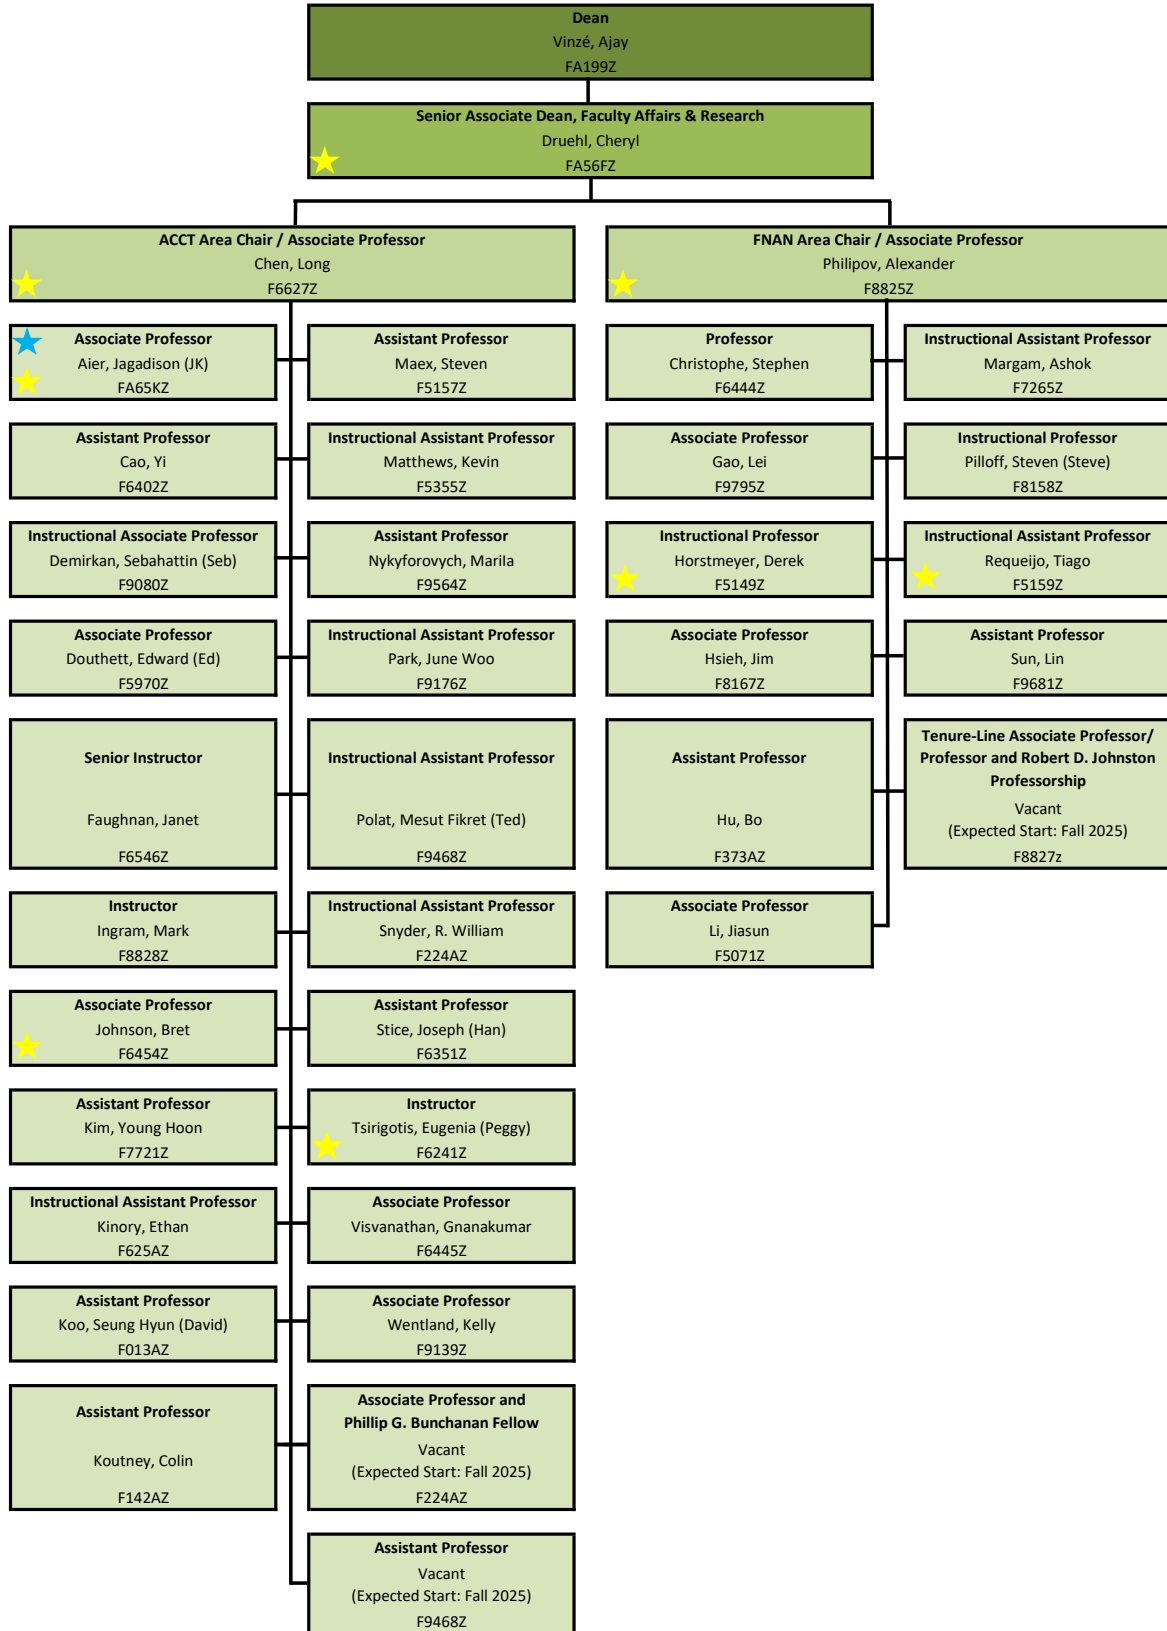 Dean
Vinzé, Ajay
FA199Z
Senior Associate Dean, Faculty Affairs & Research
Druehl, Cheryl
FA56FZ
ACCT Area Chair / Associate Professor
Chen, Long
F6627Z
FNAN Area Chair / Associate Professor
Philipov, Alexander
F8825Z
Associate Professor
Aier, Jagadison (JK)
FA65KZ
Assistant Professor
Maex, Steven
F5157Z
Professor
Christophe, Stephen
F6444Z
Instructional Assistant Professor
Margam, Ashok
F7265Z
Assistant Professor
Cao, Yi
F6402Z
Instructional Assistant Professor
Matthews, Kevin
F5355Z
Associate Professor
Gao, Lei
F9795Z
Instructional Professor
Pilloff, Steven (Steve)
F8158Z
Instructional Associate Professor
Demirkan, Sebahattin (Seb)
F9080Z
Assistant Professor
Nykyforovych, Mariia
F9564Z
Instructional Professor
Horstmeyer, Derek
F5149Z
Instructional Assistant Professor
Requeijo, Tiago
F5159Z
Associate Professor
Douthett, Edward (Ed)
F5970Z
Instructional Assistant Professor
Park, June Woo
F9176Z
Associate Professor
Hsieh, Jim
F8167Z
Assistant Professor
Sun, Lin
F9681Z
Senior Instructor
Faughnan, Janet
F6546Z
Instructional Assistant Professor
Polat, Mesut Fikret (Ted)
F9468Z
Assistant Professor
Hu, Bo
F373AZ
Tenure-Line Associate Professor/
Professor and Robert D. Johnston
Professorship
Vacant
(Expected Start: Fall 2025)
F8827z
Instructor
Ingram, Mark
F8828Z
Instructional Assistant Professor
Snyder, R. William
F224AZ
Associate Professor
Li, Jiasun
F5071Z
Associate Professor
Johnson, Bret
F6454Z
Assistant Professor
Stice, Joseph (Han)
F6351Z
Assistant Professor
Kim, Young Hoon
F7721Z
Instructor
Tsirigotis, Eugenia (Peggy)
F6241Z
Instructional Assistant Professor
Kinory, Ethan
F625AZ
Associate Professor
Visvanathan, Gnanakumar
F6445Z
Assistant Professor
Koo, Seung Hyun (David)
F013AZ
Associate Professor
Wentland, Kelly
F9139Z
Assistant Professor
Koutney, Colin
F142AZ
Associate Professor and
Phillip G. Bunchanan Fellow
Vacant
(Expected Start: Fall 2025)
F224AZ
Assistant Professor
Vacant
(Expected Start: Fall 2025)
F9468Z